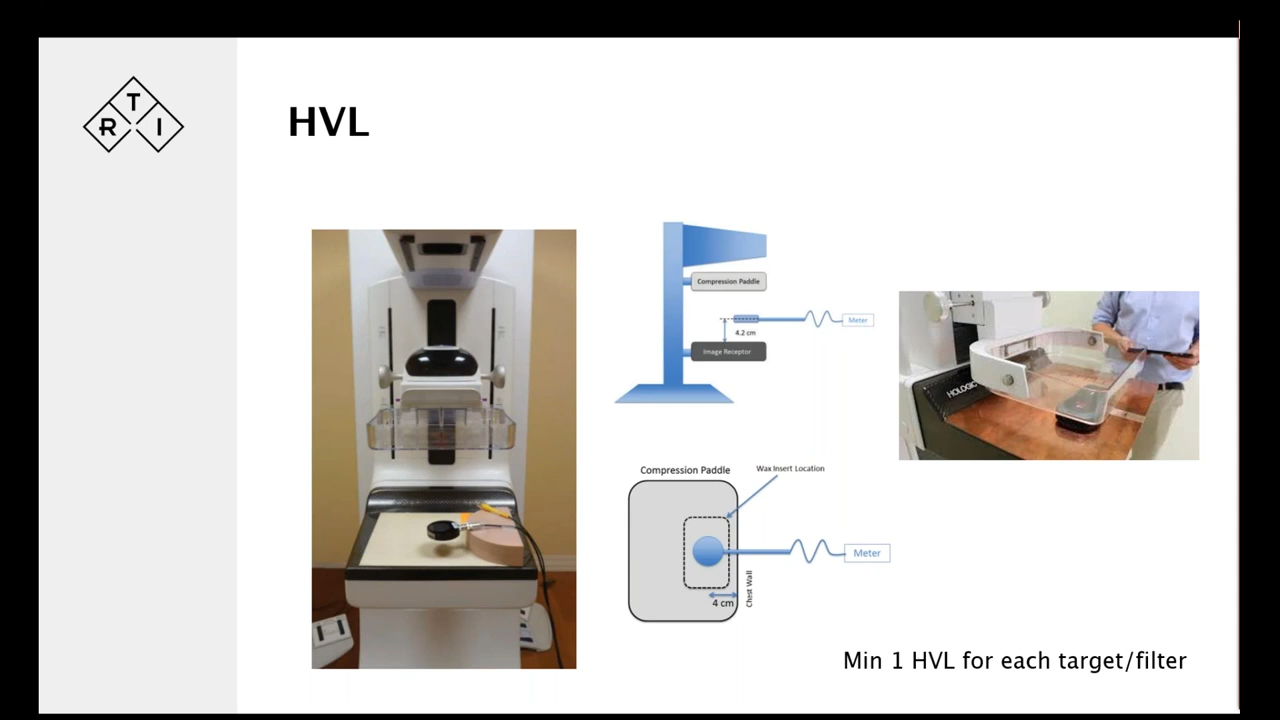 T
R I
HVL
Compression Paddle
Meter
4.2 cm
Image Receptor
HOLOGIC
Compression Paddle
Wax Insert Location
Meter
Chest Wall
4 cm
Min 1 HVL for each target/filter